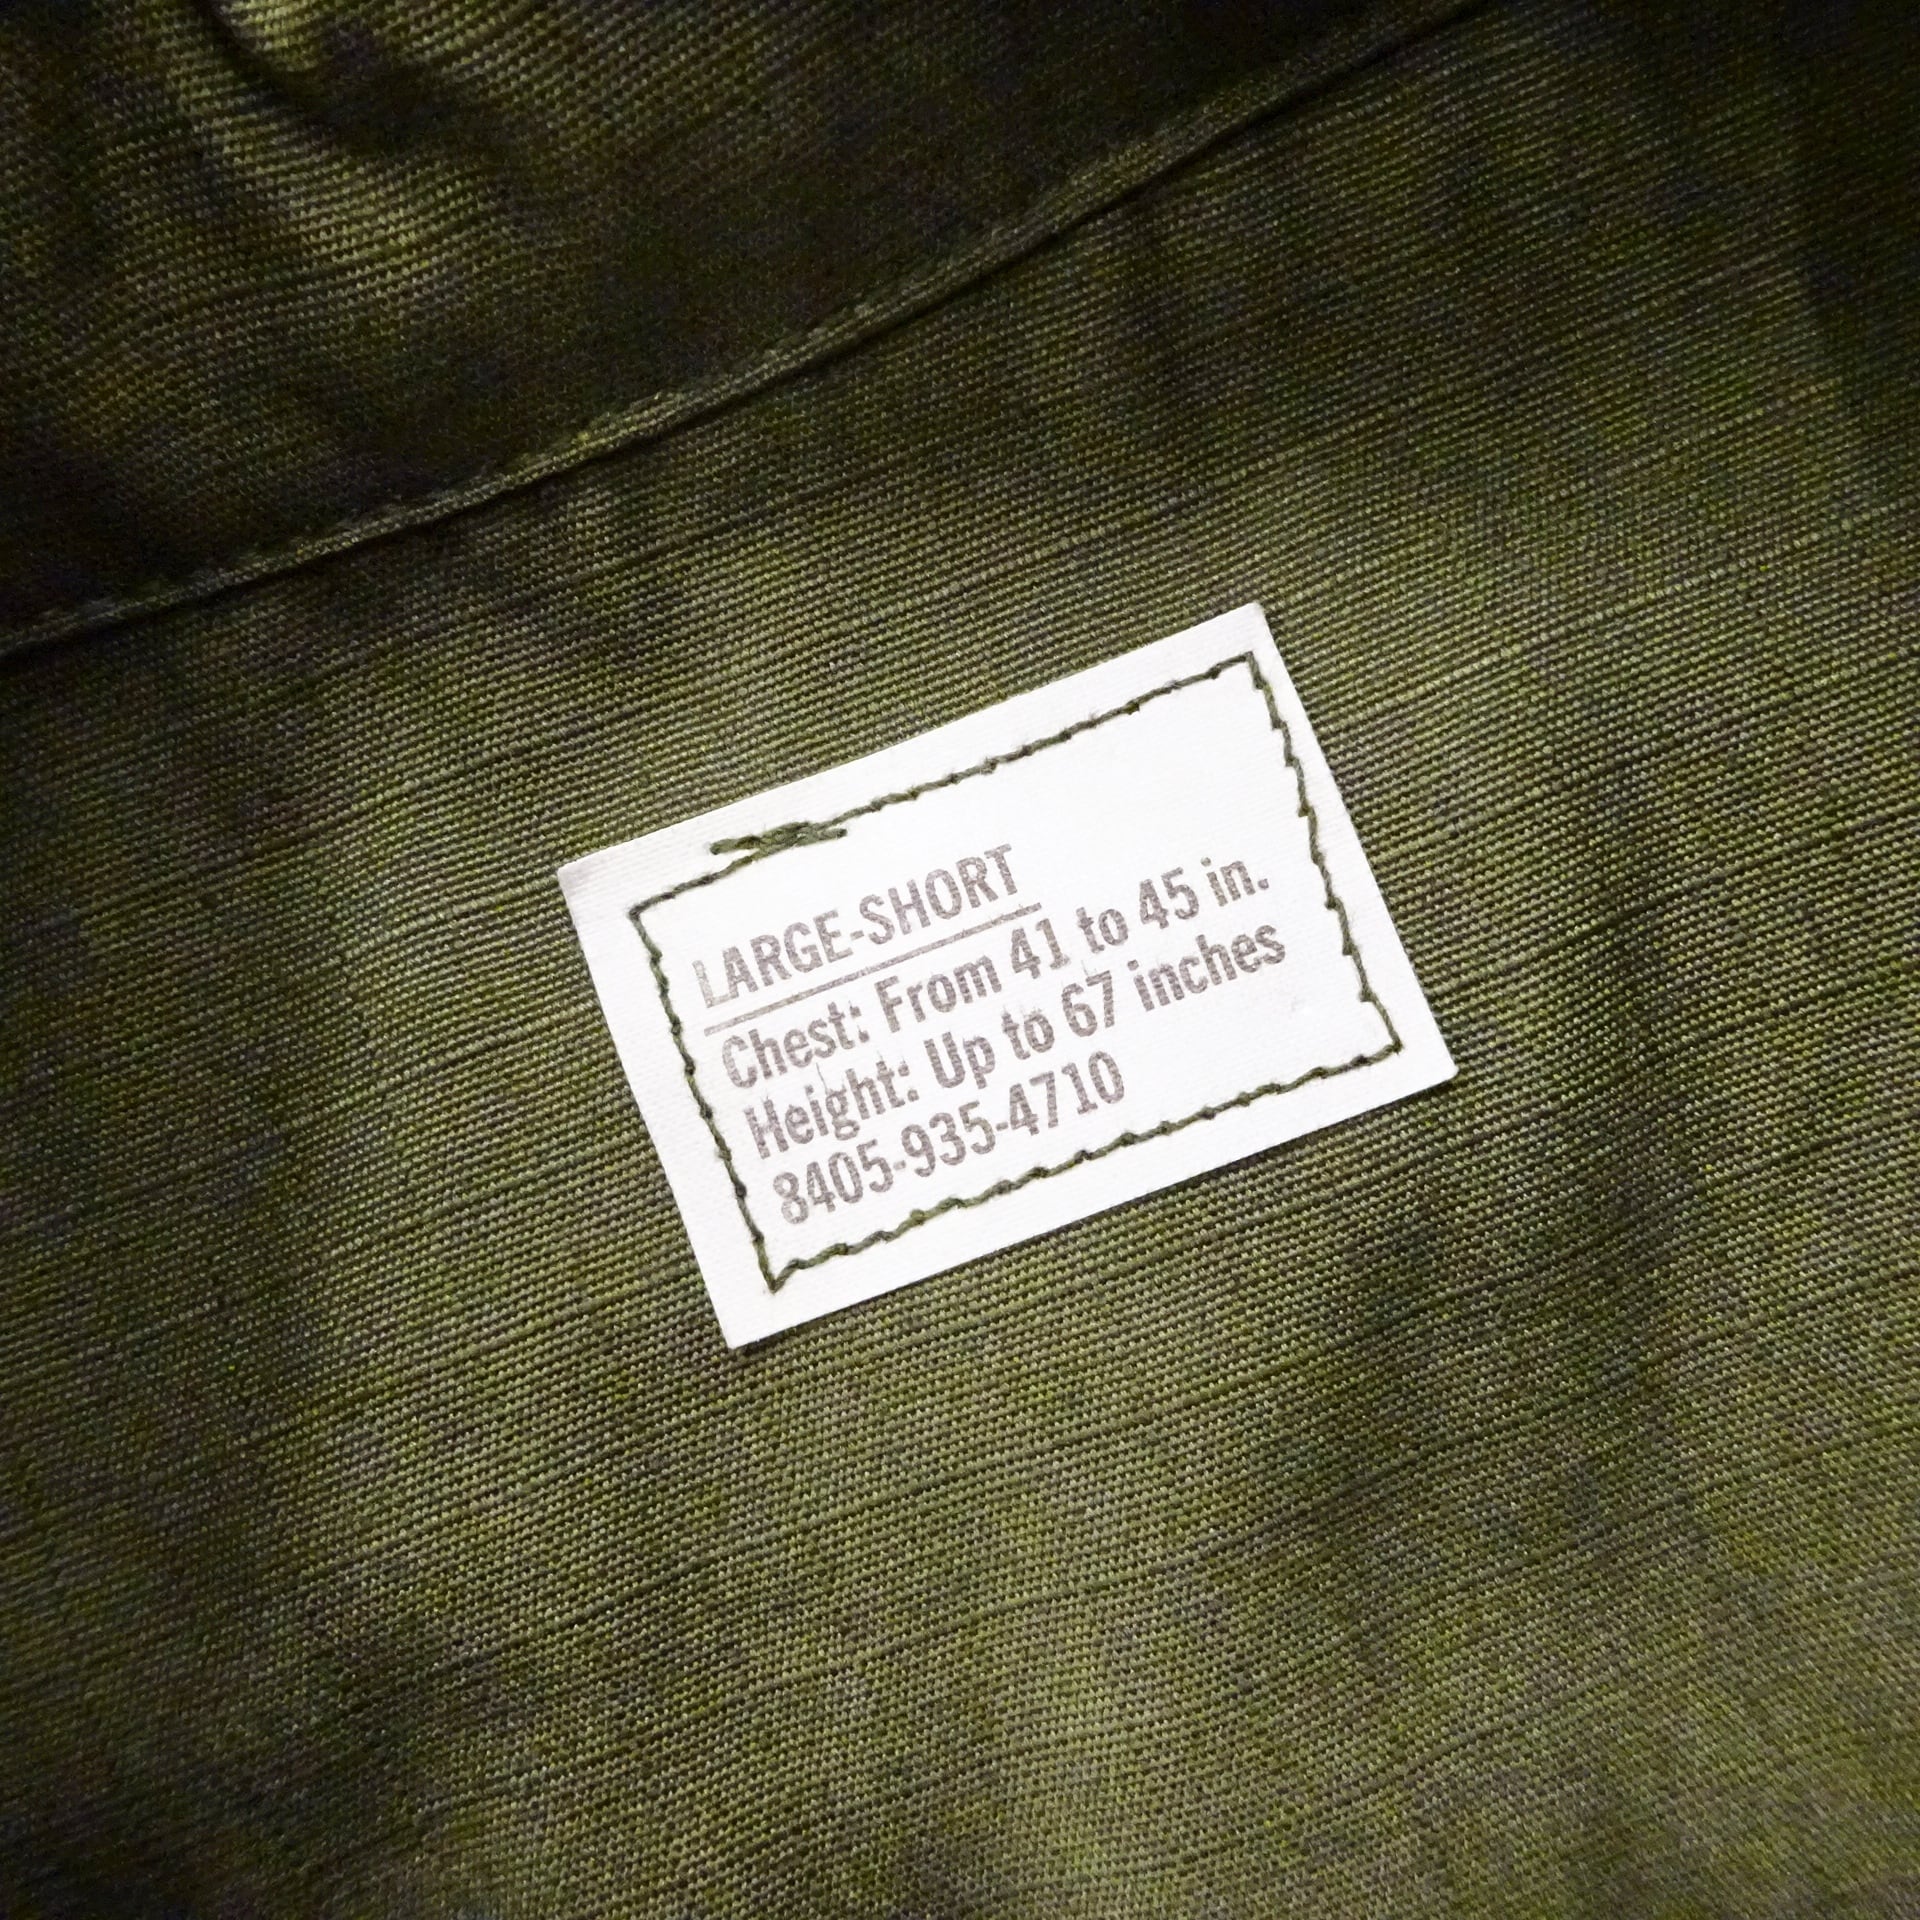 LARGE-SHORT
Chest: From 41 to 45 in.
Height: Up to 67 inches
8405-935-4710